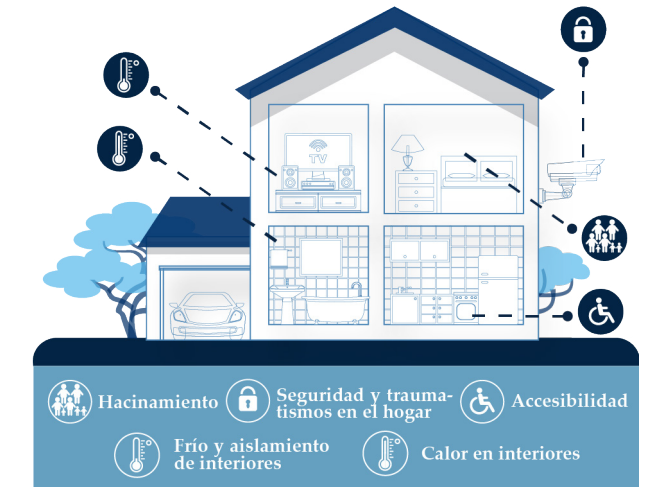 TV
Hacinamiento
Seguridad y trauma-
tismos en el hogar
Accesibilidad
Frío y aislamiento
de interiores
Calor en interiores